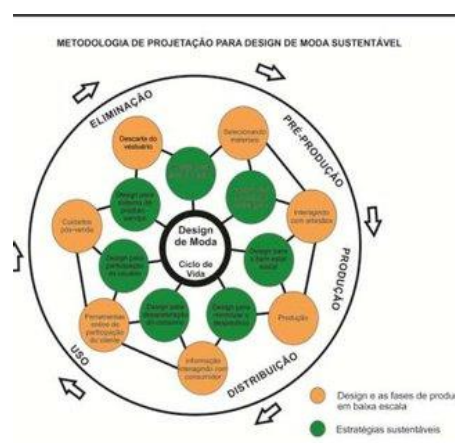 METODOLOGIA DE PROJETAÇÃO PARA DESIGN DE MODA SUSTENTÁVEL
ELIMINAÇÃO
PRÉ-PRODUÇÃO
PRODUÇÃO
DISTRIBUIÇÃO
USO
Descarte do
vestuário
Selecionando
materiais
Interagindo
com artesãos
Produção
Informação
interagindo com
consumidor
Ferramentas
online de
participação
do cliente
Cuidados
pós-venda
Design para
sistema de
produto-
serviço
Design para
o bem estar
social
Design para
minimizar o
desperdício
Design para
desaceleração
do consumo
Design para
participação
do usuário
Design
de Moda
Ciclo
de Vida
Design e as fases de produ
em baixa escala
Estratégias sustentáveis